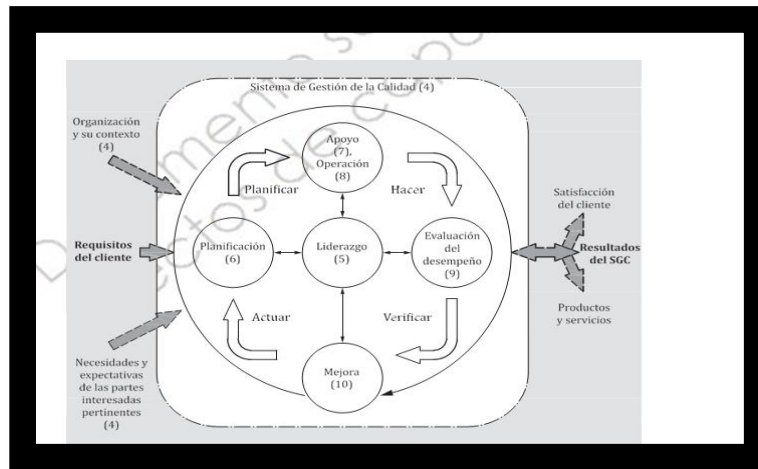 Sistema de Gestión de la Calidad (4)
Organización
y su contexto
(4)
Apoyo
(7),
Operación
(8)
Planificar
Hacer
Satisfacción
del cliente
Requisitos
del cliente
Planificación
(6)
Liderazgo
(5)
Evaluación
del
desempeño
(9)
Resultados
del SGC
Actuar
Verificar
Productos
y servicios
Mejora
(10)
Necesidades y
expectativas
de las partes
interesadas
pertinentes
(4)